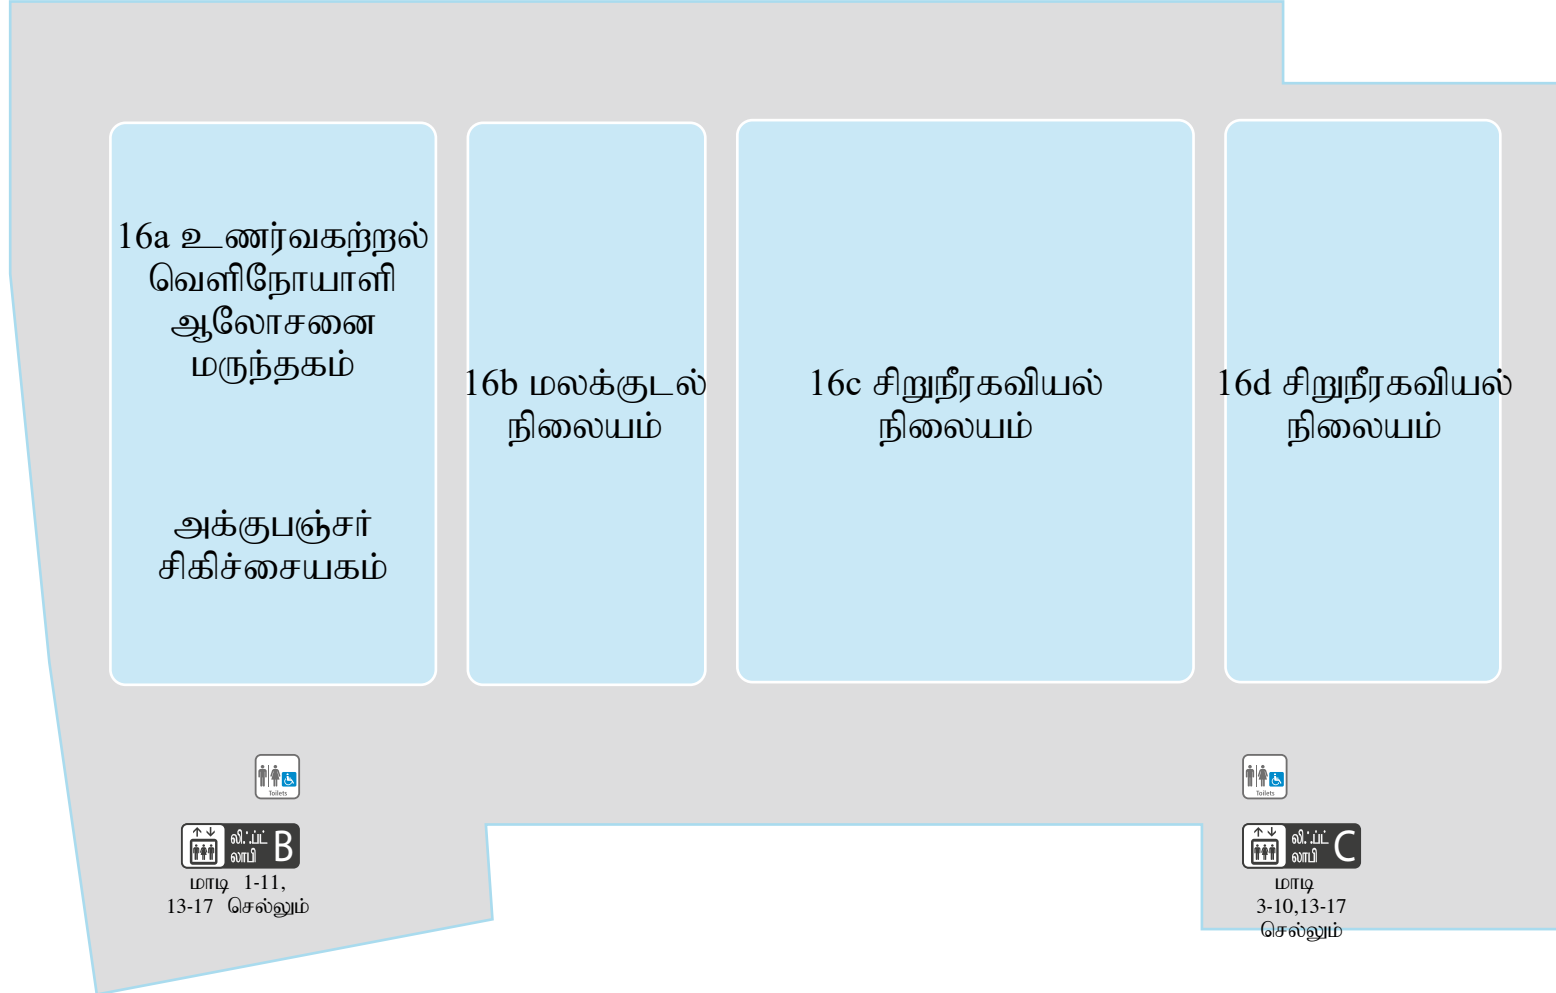 16a உணர்வகற்றல்
வெளிநோயாளி
ஆலோசனை
மருந்தகம்
அக்குபஞ்சர்
சிகிச்சையகம்
16b மலக்குடல்
நிலையம்
16c சிறுநீரகவியல்
நிலையம்
16d சிறுநீரகவியல்
நிலையம்
Toilets
லிஃப்ட்
லாபி B
மாடி 1-11,
13-17 செல்லும்
Toilets
லிஃப்ட்
லாபி C
மாடி
3-10,13-17
செல்லும்